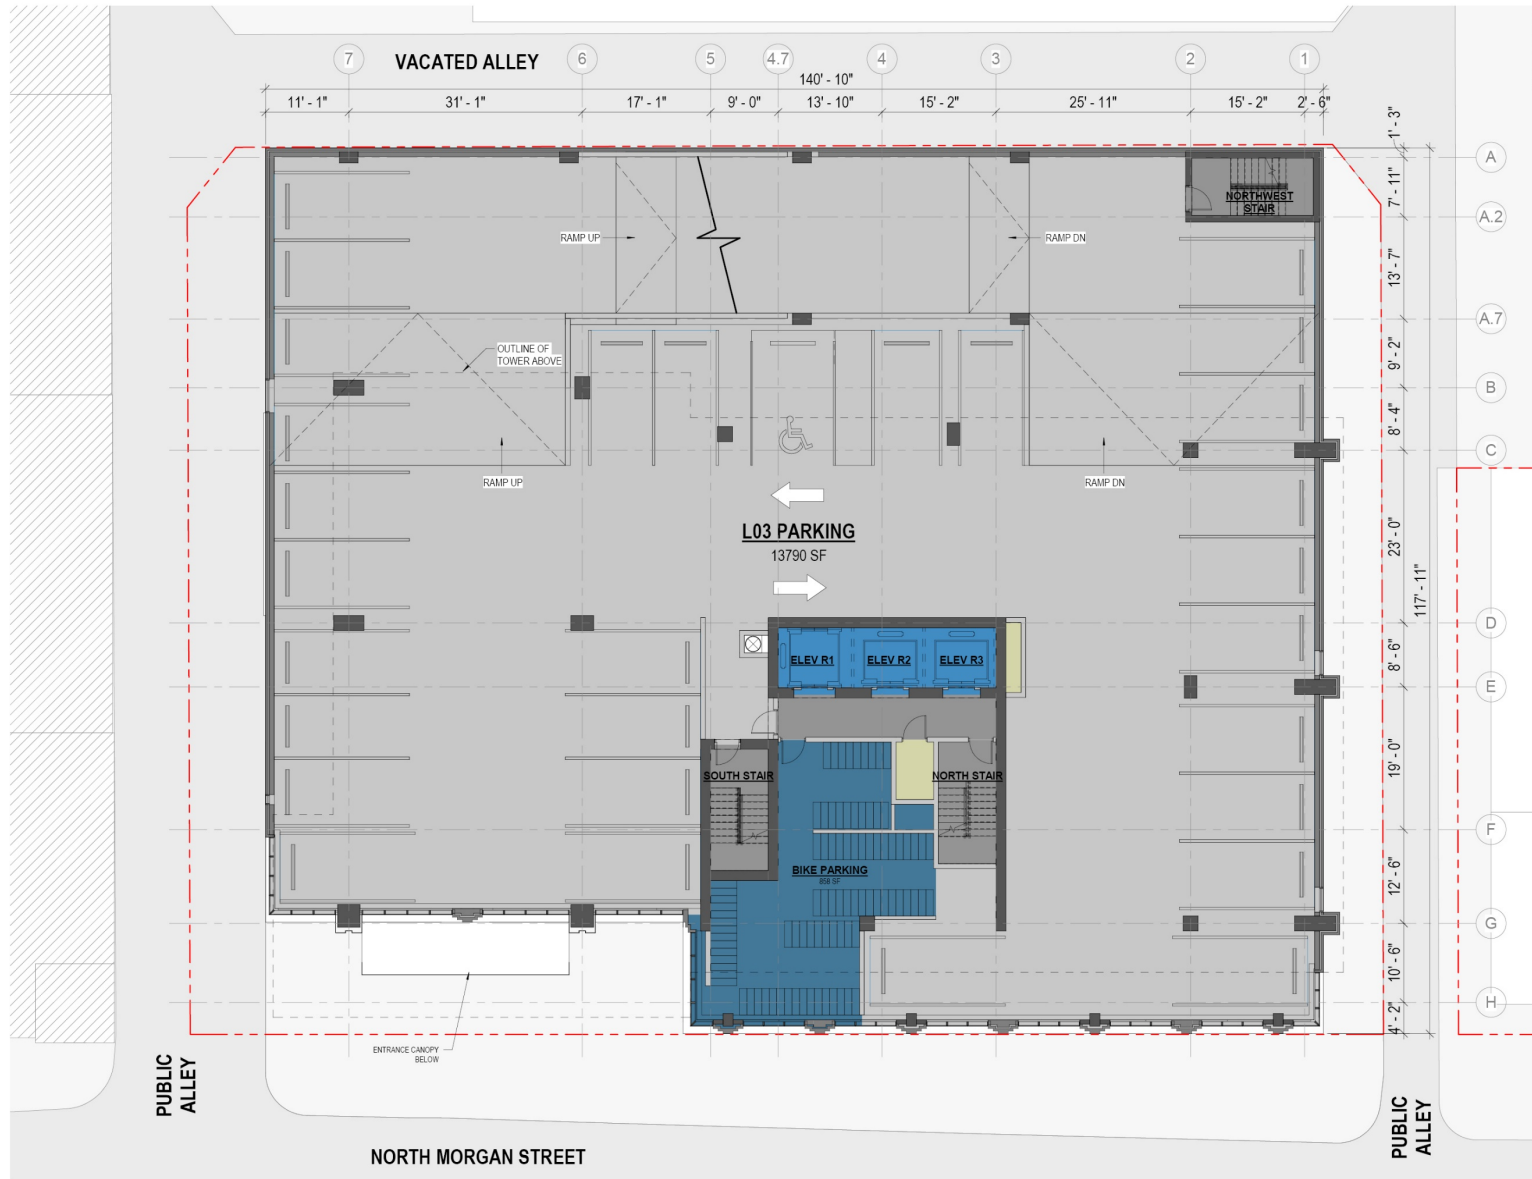 7
6
5
4.7
4
3
2
1
VACATED ALLEY
140' - 10"
11' - 1"
31' - 1"
17' - 1"
9' - 0"
13' - 10"
15' - 2"
25' - 11"
15' - 2"
2' - 6"
1' - 3"
A
7' - 11"
NORTHWEST
STAIR
A.2
RAMP UP
RAMP DN
13' - 7"
A.7
OUTLINE OF
TOWER ABOVE
9' - 2"
B
8' - 4"
C
RAMP UP
RAMP DN
L03 PARKING
13790 SF
23' - 0"
117' - 11"
D
ELEV R1
ELEV R2
ELEV R3
8' - 6"
E
SOUTH STAIR
NORTH STAIR
19' - 0"
F
BIKE PARKING
858 SF
12' - 6"
G
10' - 6"
H
4' - 2"
ENTRANCE CANOPY
BELOW
PUBLIC
ALLEY
PUBLIC
ALLEY
NORTH MORGAN STREET